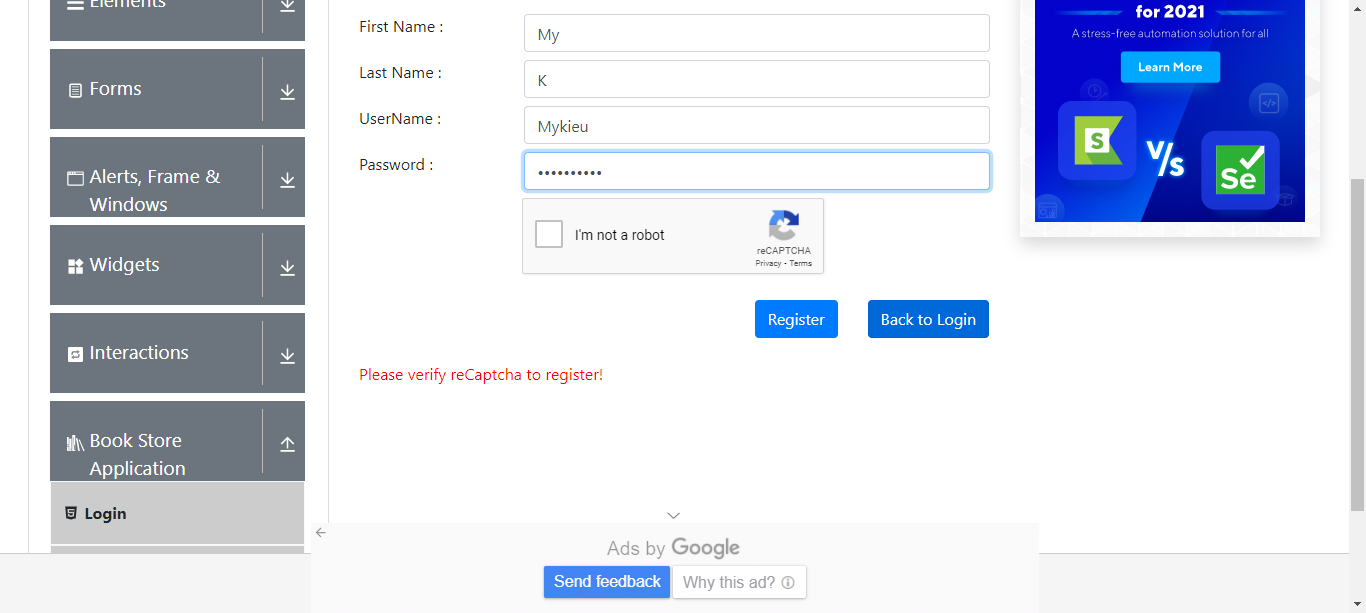 Elements
Forms
Alerts, Frame &
Windows
Widgets
Interactions
Book Store
Application
Login
First Name :
My
Last Name :
K
UserName :
Mykieu
Password :
••••••••••
I'm not a robot
reCAPTCHA
Privacy - Terms
Register
Back to Login
Please verify reCaptcha to register!
for 2021
A stress-free automation solution for all
Learn More
S
V/s
Se
Ads by Google
Send feedback
Why this ad?